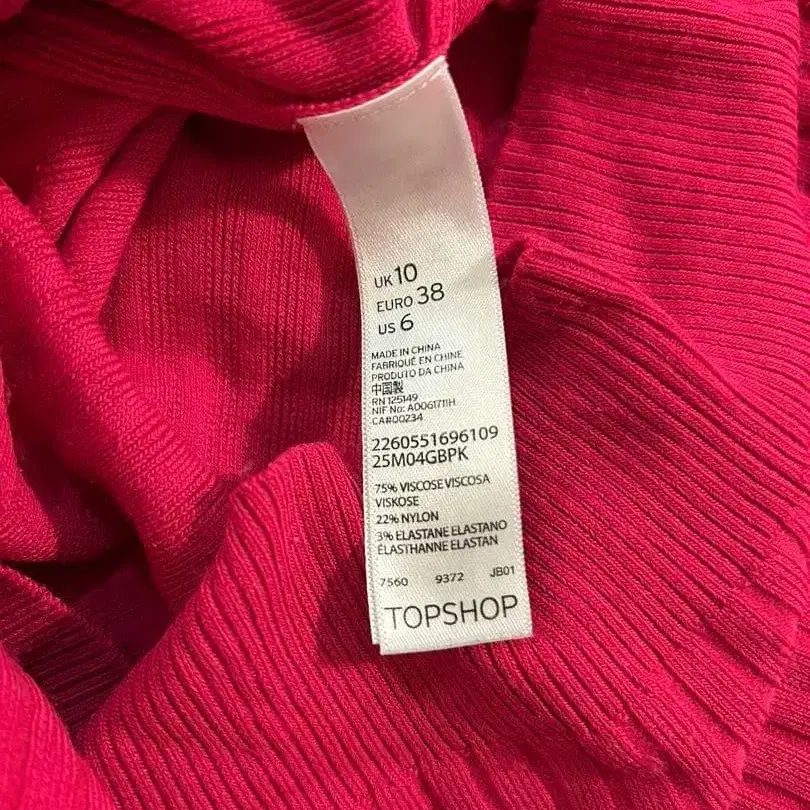 UK 10
EURO 38
US 6
MADE IN CHINA
FABRIQUÉ EN CHINE
PRODUTO DA CHINA
中国製
RN 125149
NIF No: A0061711H
CA#00234
2260551696109
25M04GBPK
75% VISCOSE VISCOSA
VISKOSE
22% NYLON
3% ELASTANE ELASTANO
ÉLASTHANNE ELASTAN
7560 9372 JB01
TOPSHOP